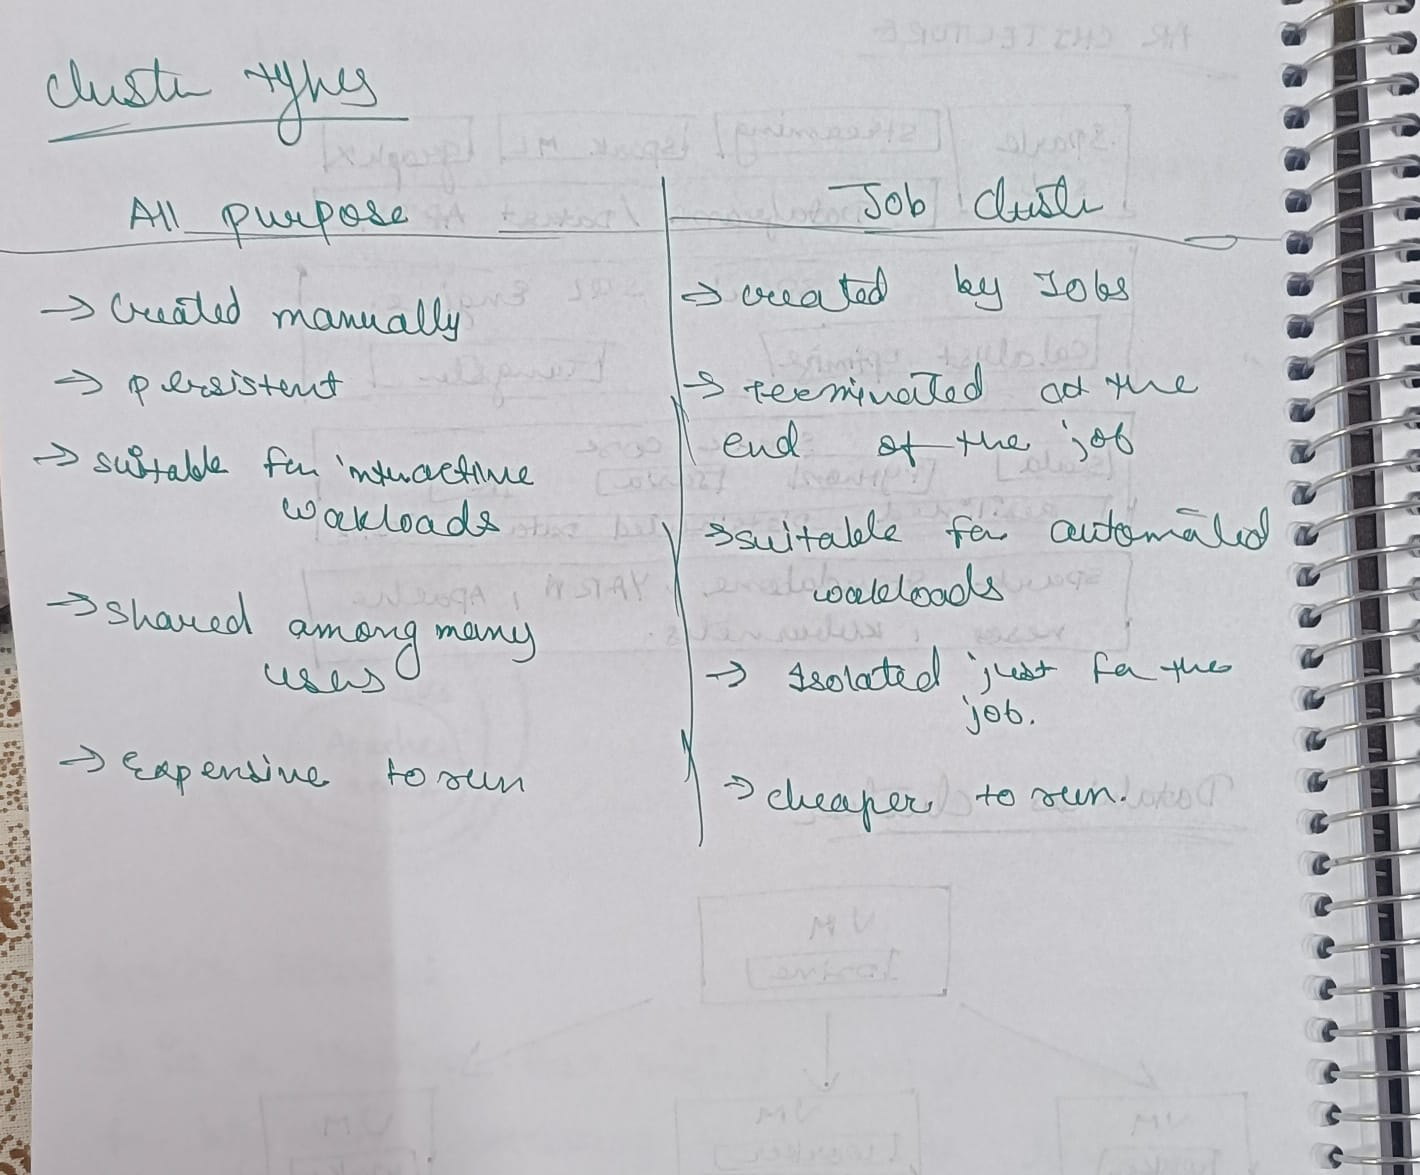 cluster types
All purpose
Job cluster
→ Created manually
→ persistent
→ suitable for interactive
workloads
→ shared among many
users
→ Expensive to run
→ created by Jobs
→ terminated at the
end of the job
→ suitable for automated
workloads
→ Isolated just for the
job.
→ cheaper to run.